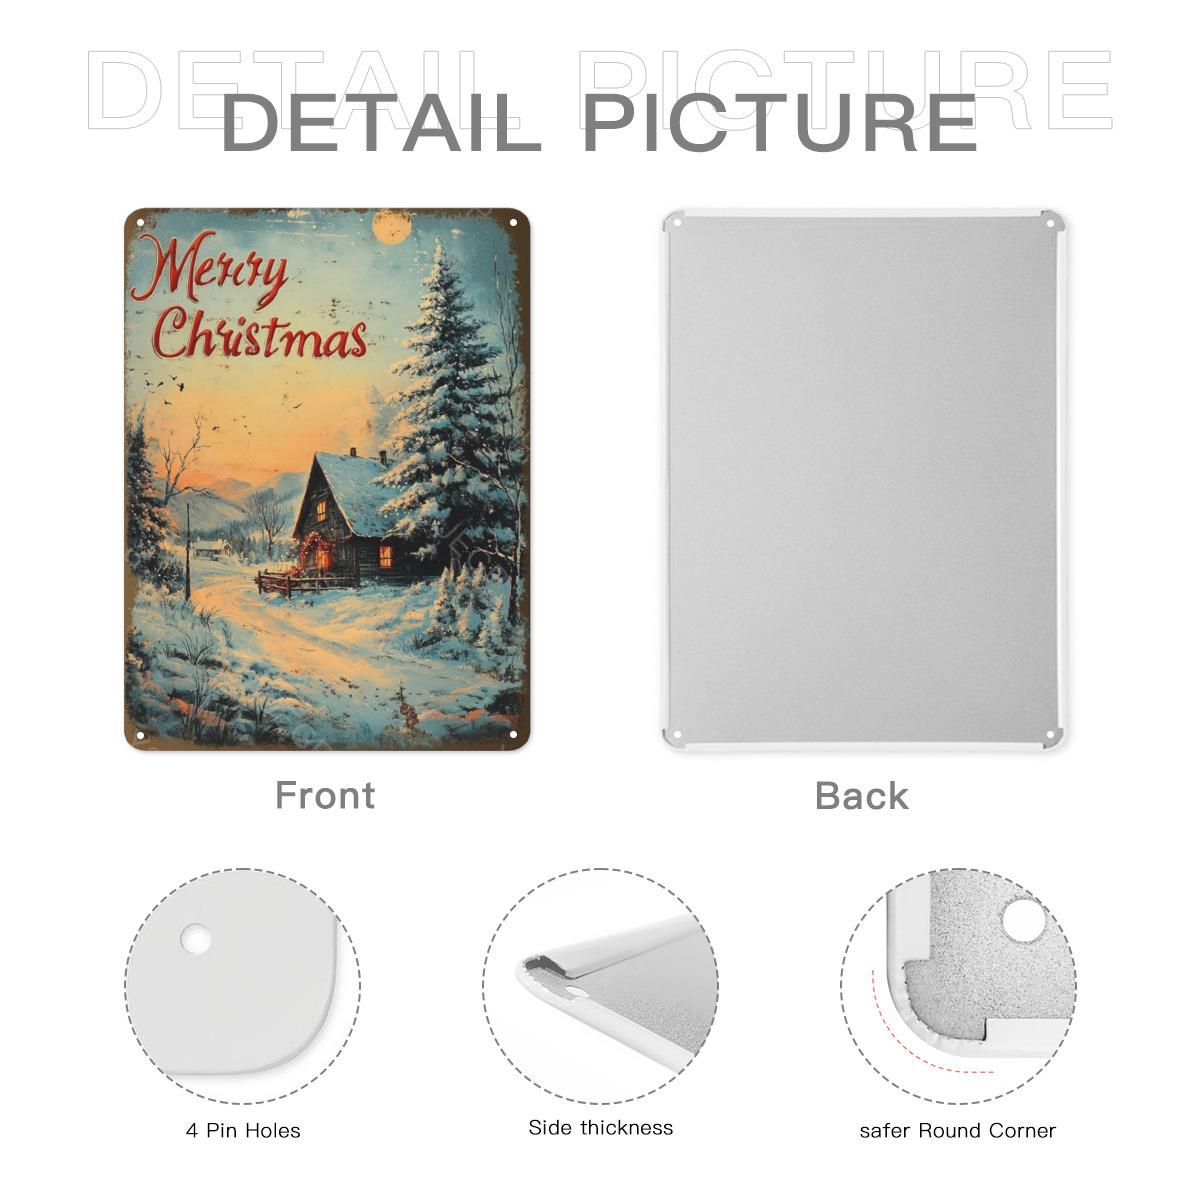 DETAIL PICTURE
DETAIL PICTURE
Merry
Christmas
Front
Back
4 Pin Holes
Side thickness
safer Round Corner